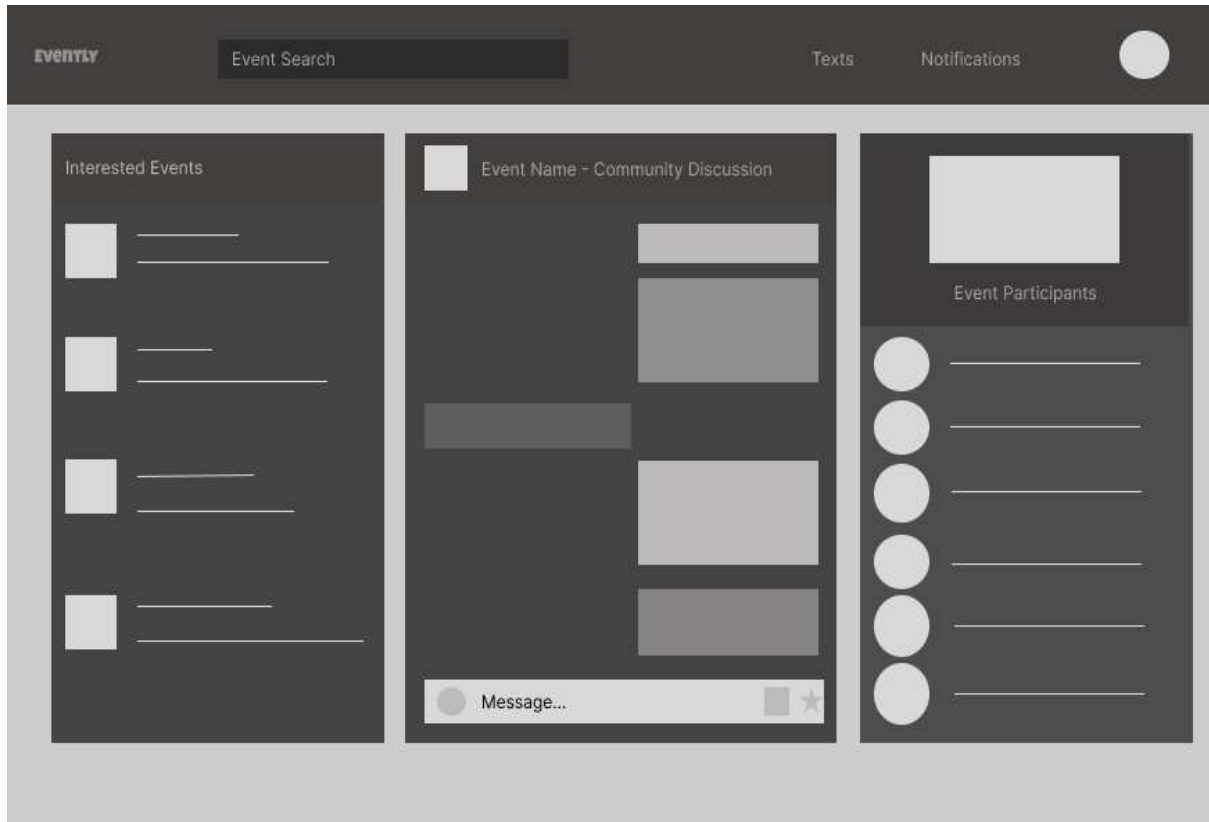 EVENTLY
Event Search
Texts
Notifications
Interested Events
Event Name - Community Discussion
Event Participants
Message...